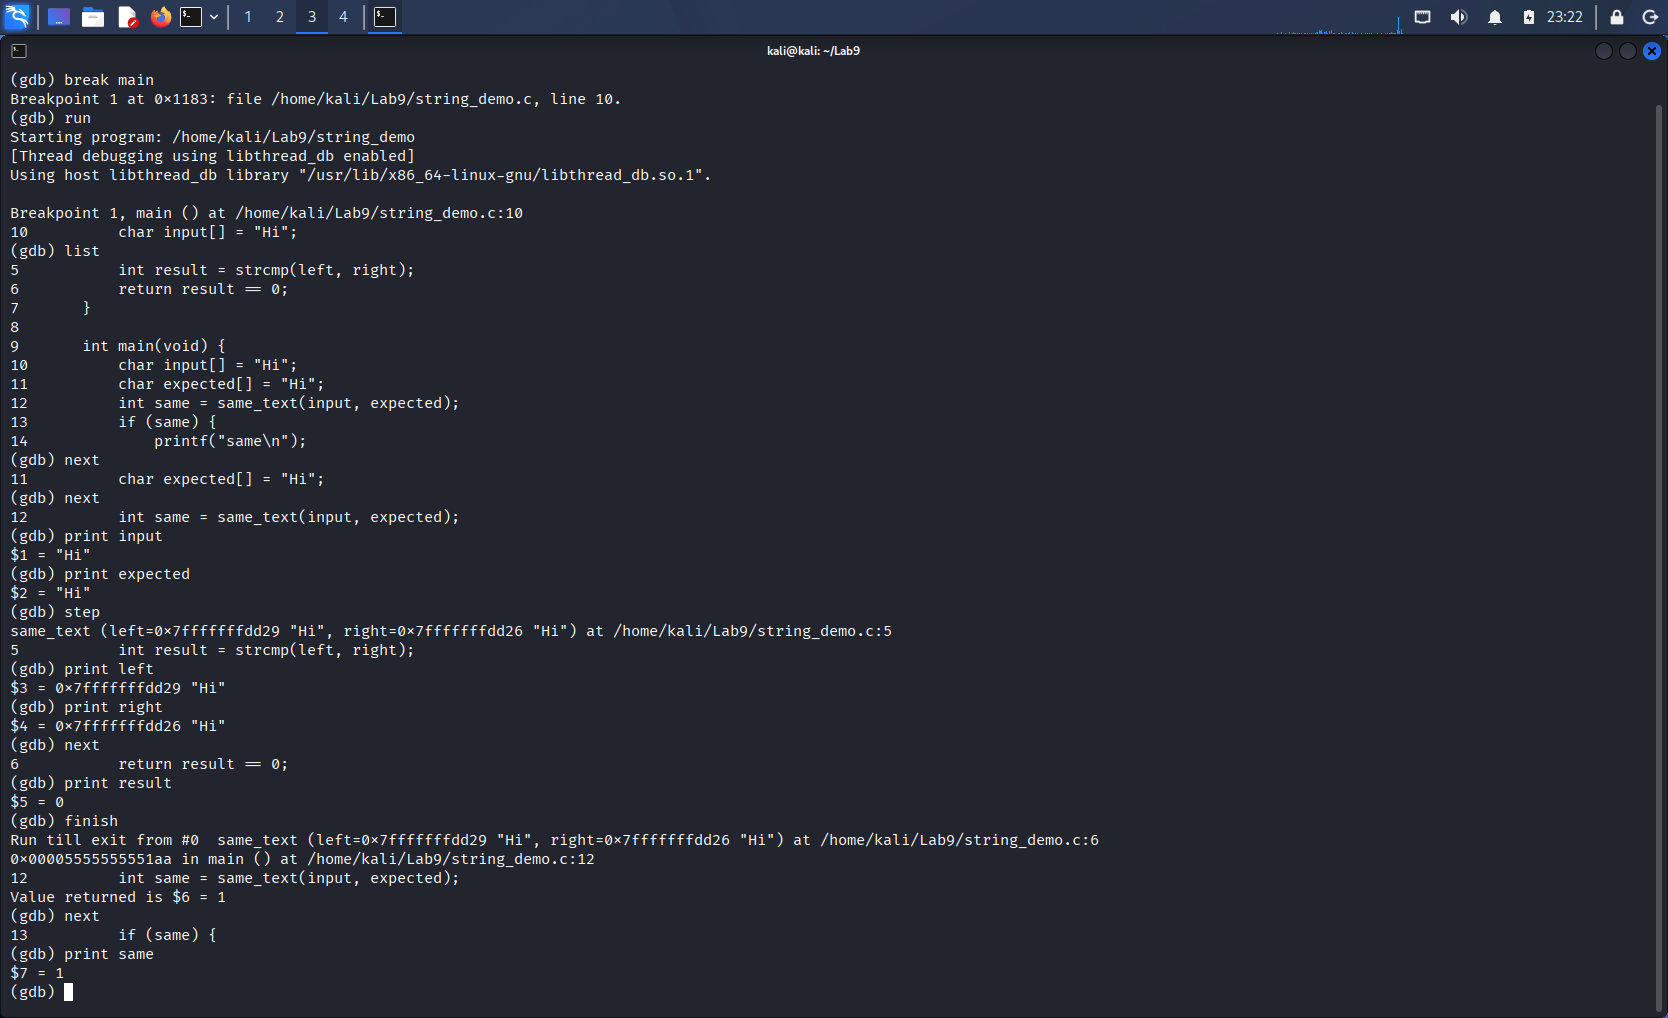 1 2 3 4 23:22
kali@kali: ~/Lab9
(gdb) break main
Breakpoint 1 at 0×1183: file /home/kali/Lab9/string_demo.c, line 10.
(gdb) run
Starting program: /home/kali/Lab9/string_demo
[Thread debugging using libthread_db enabled]
Using host libthread_db library "/usr/lib/x86_64-linux-gnu/libthread_db.so.1".
Breakpoint 1, main () at /home/kali/Lab9/string_demo.c:10
10          char input[] = "Hi";
(gdb) list
5           int result = strcmp(left, right);
6           return result == 0;
7       }
8
9       int main(void) {
10          char input[] = "Hi";
11          char expected[] = "Hi";
12          int same = same_text(input, expected);
13          if (same) {
14              printf("same\n");
(gdb) next
11          char expected[] = "Hi";
(gdb) next
12          int same = same_text(input, expected);
(gdb) print input
$1 = "Hi"
(gdb) print expected
$2 = "Hi"
(gdb) step
same_text (left=0×7fffffffdd29 "Hi", right=0×7fffffffdd26 "Hi") at /home/kali/Lab9/string_demo.c:5
5           int result = strcmp(left, right);
(gdb) print left
$3 = 0×7fffffffdd29 "Hi"
(gdb) print right
$4 = 0×7fffffffdd26 "Hi"
(gdb) next
6           return result == 0;
(gdb) print result
$5 = 0
(gdb) finish
Run till exit from #0  same_text (left=0×7fffffffdd29 "Hi", right=0×7fffffffdd26 "Hi") at /home/kali/Lab9/string_demo.c:6
0×00005555555551aa in main () at /home/kali/Lab9/string_demo.c:12
12          int same = same_text(input, expected);
Value returned is $6 = 1
(gdb) next
13          if (same) {
(gdb) print same
$7 = 1
(gdb)